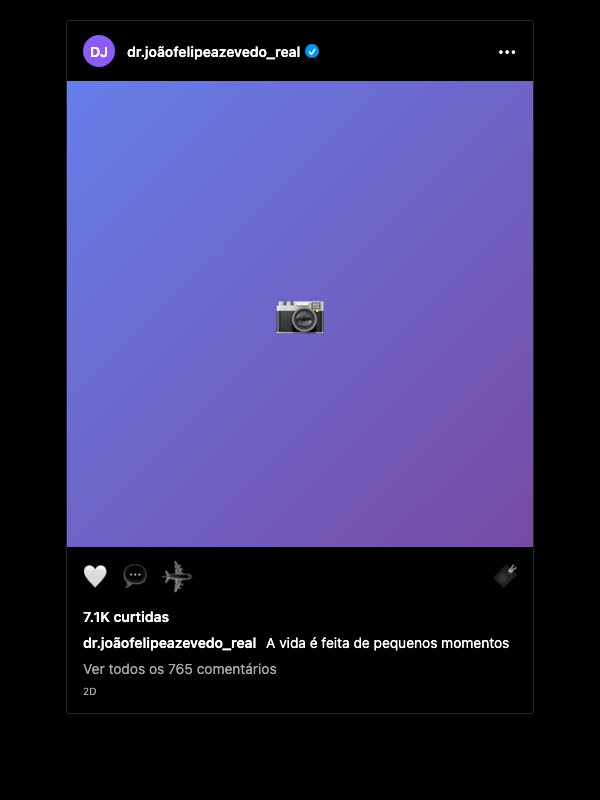 DJ
dr.joãofelipeazevedo_real
7.1K curtidas
dr.joãofelipeazevedo_real A vida é feita de pequenos momentos
Ver todos os 765 comentários
2D